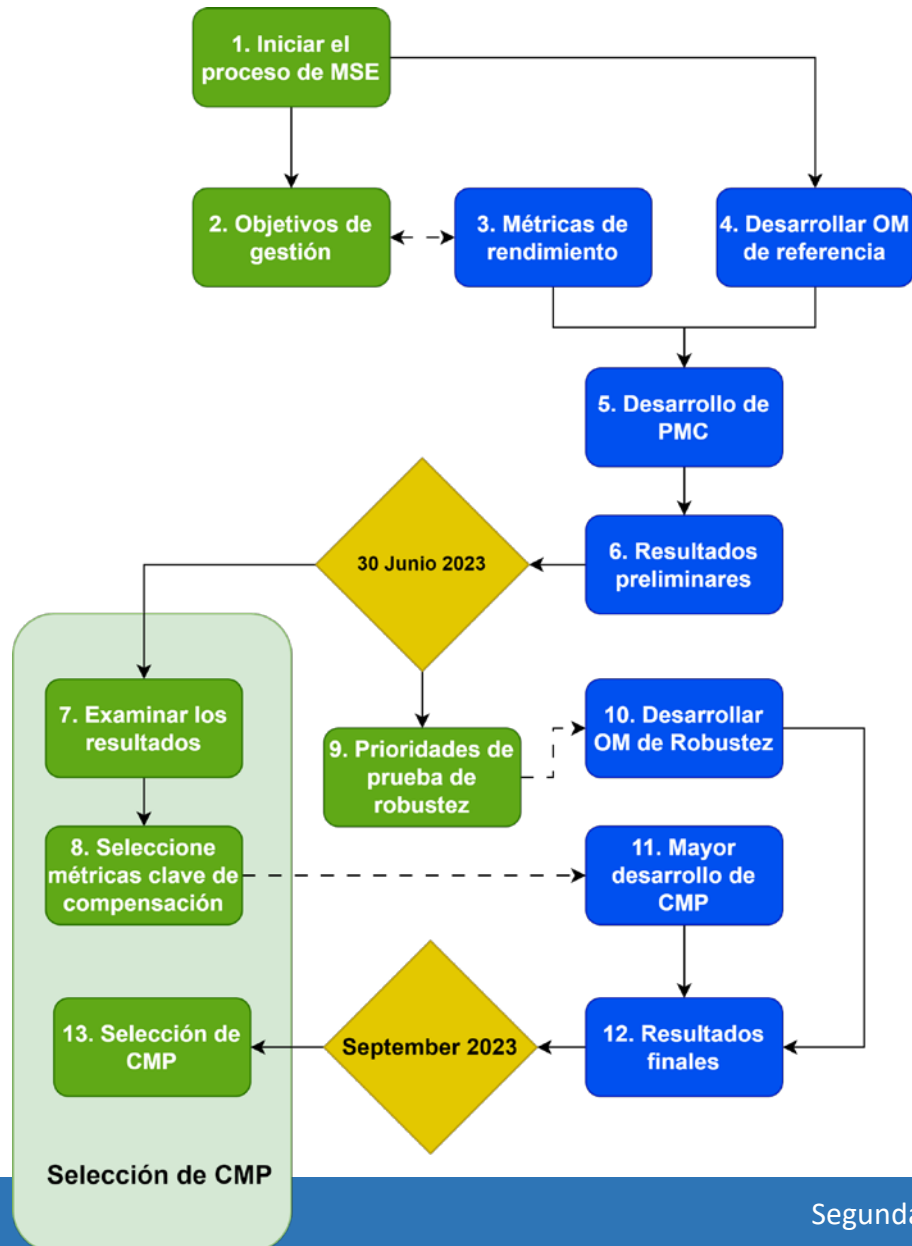 1. Iniciar el
proceso de MSE
2. Objetivos de
gestión
3. Métricas de
rendimiento
4. Desarrollar OM
de referencia
5. Desarrollo de
PMC
6. Resultados
preliminares
30 Junio 2023
7. Examinar los
resultados
8. Seleccione
métricas clave de
compensación
9. Prioridades de
prueba de
robustez
10. Desarrollar
OM de Robustez
11. Mayor
desarrollo de
CMP
12. Resultados
finales
September 2023
13. Selección de
CMP
Selección de CMP
Segunda